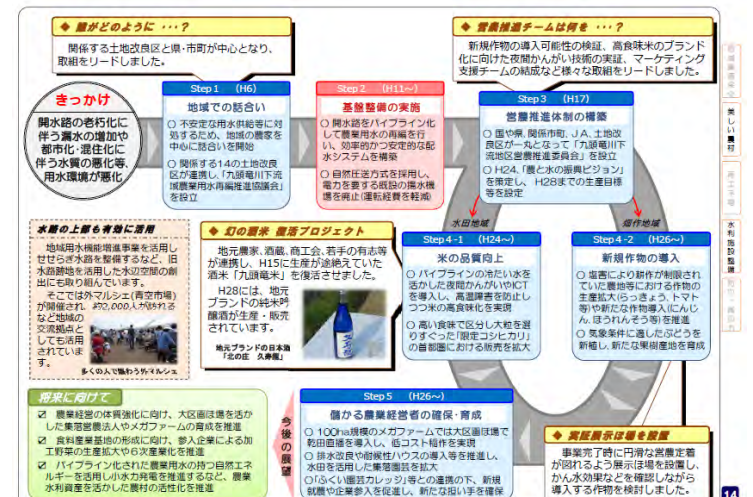 ◆ 誰がどのように ・・・?
関係する土地改良区と県・市町が中心となり、
取組をリードしました。
◆ 営農推進チームは何を ・・・?
新規作物の導入可能性の検証、高食味米のブランド
化に向けた夜間かんがい技術の実証、マーケティング
支援チームの結成など様々な取組をリードしました。
きっかけ
開水路の老朽化に
伴う漏水の増加や
都市化・混住化に
伴う水質の悪化等、
用水環境が悪化
Step 1 (H6)
地域での話合い
○ 不安定な用水供給等に対
処するため、地域の農家を
中心に話合いを開始
○ 関係する14の土地改良
区が連携し、「九頭竜川下流
域農業用水再編推進協議会」
を設立
Step 2 (H11~)
基盤整備の実施
○ 開水路をパイプライン化
して農業用水の再編を行
い、効率的かつ安定的な配
水システムを構築
○ 自然圧送方式を採用し、
電力を要する既設の揚水機
場を廃止(運転経費を軽減)
Step 3 (H17)
営農推進体制の構築
○ 国や県、関係市町、JA、土地改
良区が一丸となって「九頭竜川下
流地区営農推進委員会」を設立
○ H24、「農と水の振興ビジョン」
を策定し、H28までの生産目標
等を設定
水田地域
畑作地域
Step 4 -1 (H24~)
米の品質向上
○ パイプラインの冷たい水を
活かした夜間かんがいやICT
を導入し、高温障害を防止し
つつ米の高食味化を実現
○ 高い食味で区分し大粒を選
りすぐった「限定コシヒカリ」
の首都圏における販売を拡大
Step 4 -2 (H26~)
新規作物の導入
○ 塩害により耕作が制限され
ていた農地等における作物の
生産拡大(らっきょう、トマト
等)や新たな作物導入(にんじ
ん、ほうれんそう等)を推進
○ 気象条件に適したぶどうを
新植し、新たな果樹産地を育成
水路の上部も有効に活用
地域用水機能増進事業を活用し
せせらぎ水路を整備するなど、旧
水路跡地を活用した水辺空間の創
出にも取り組んでいます。
そこでは外マルシェ(青空市場)
が開催され、約2,000人が訪れる
など地域の
交流拠点と
しても活用
されていま
す。
多くの人で賑わう外マルシェ
◆ 幻の酒米 復活プロジェクト
地元農家、酒蔵、商工会、若手の有志等
が連携し、H15に生産が途絶えていた
酒米「九頭竜米」を復活させました。
H28には、地元
ブランドの純米吟
醸酒が生産・販売
されています。
地元ブランドの日本酒
「北の庄 久寿龍」
将来に向けて
☑ 農業経営の体質強化に向け、大区画ほ場を活か
した集落営農法人やメガファームの育成を推進
☑ 食料産業基地の形成に向け、参入企業による加
工野菜の生産拡大や6次産業化を推進
☑ パイプライン化された農業用水の持つ自然エネ
ルギーを活用し小水力発電を推進するなど、農業
水利資産を活かした農村の活性化を推進
今後の展望
Step 5 (H26~)
儲かる農業経営者の確保・育成
○ 100ha規模のメガファームでは大区画ほ場で
乾田直播を導入し、低コスト稲作を実現
○ 排水改良や耐候性ハウスの導入等を推進し、
水田を活用した集落園芸を拡大
○「ふくい園芸カレッジ」等との連携の下、新規
就農や企業参入を促進し、新たな担い手を確保
◆ 実証展示ほ場を設置
事業完了時に円滑な営農定着
が図れるよう展示ほ場を設置し、
かん水効果などを確認しながら
導入する作物を検討しました。
美しい農村
水利施設整備
14